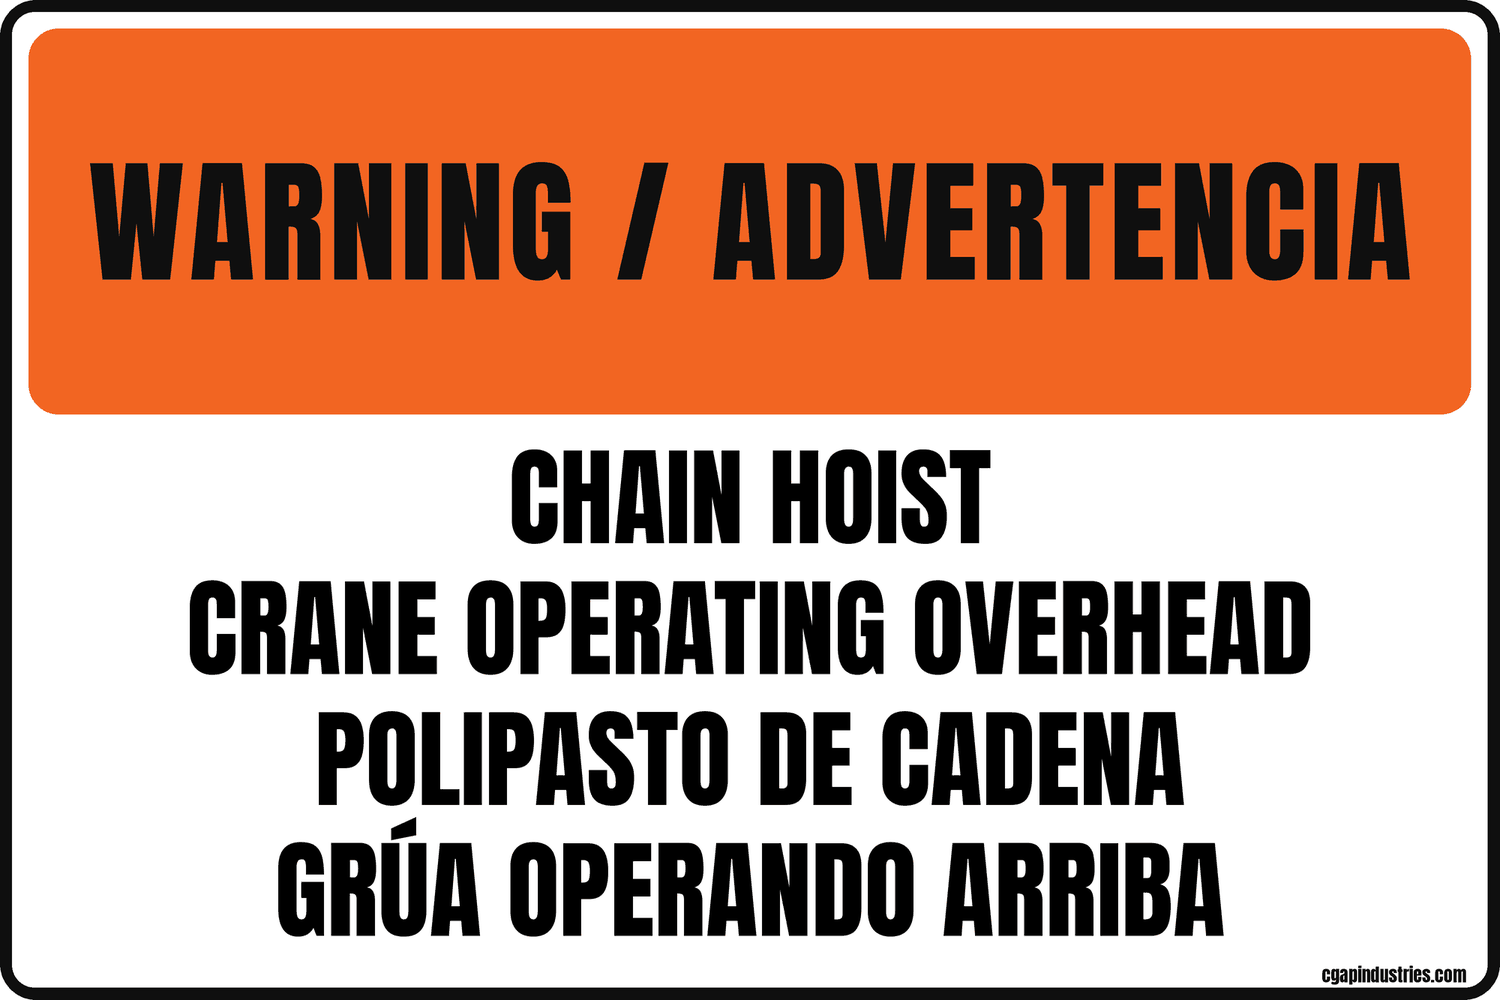 WARNING / ADVERTENCIA
CHAIN HOIST
CRANE OPERATING OVERHEAD
POLIPASTO DE CADENA
GRÚA OPERANDO ARRIBA
cgapindustries.com